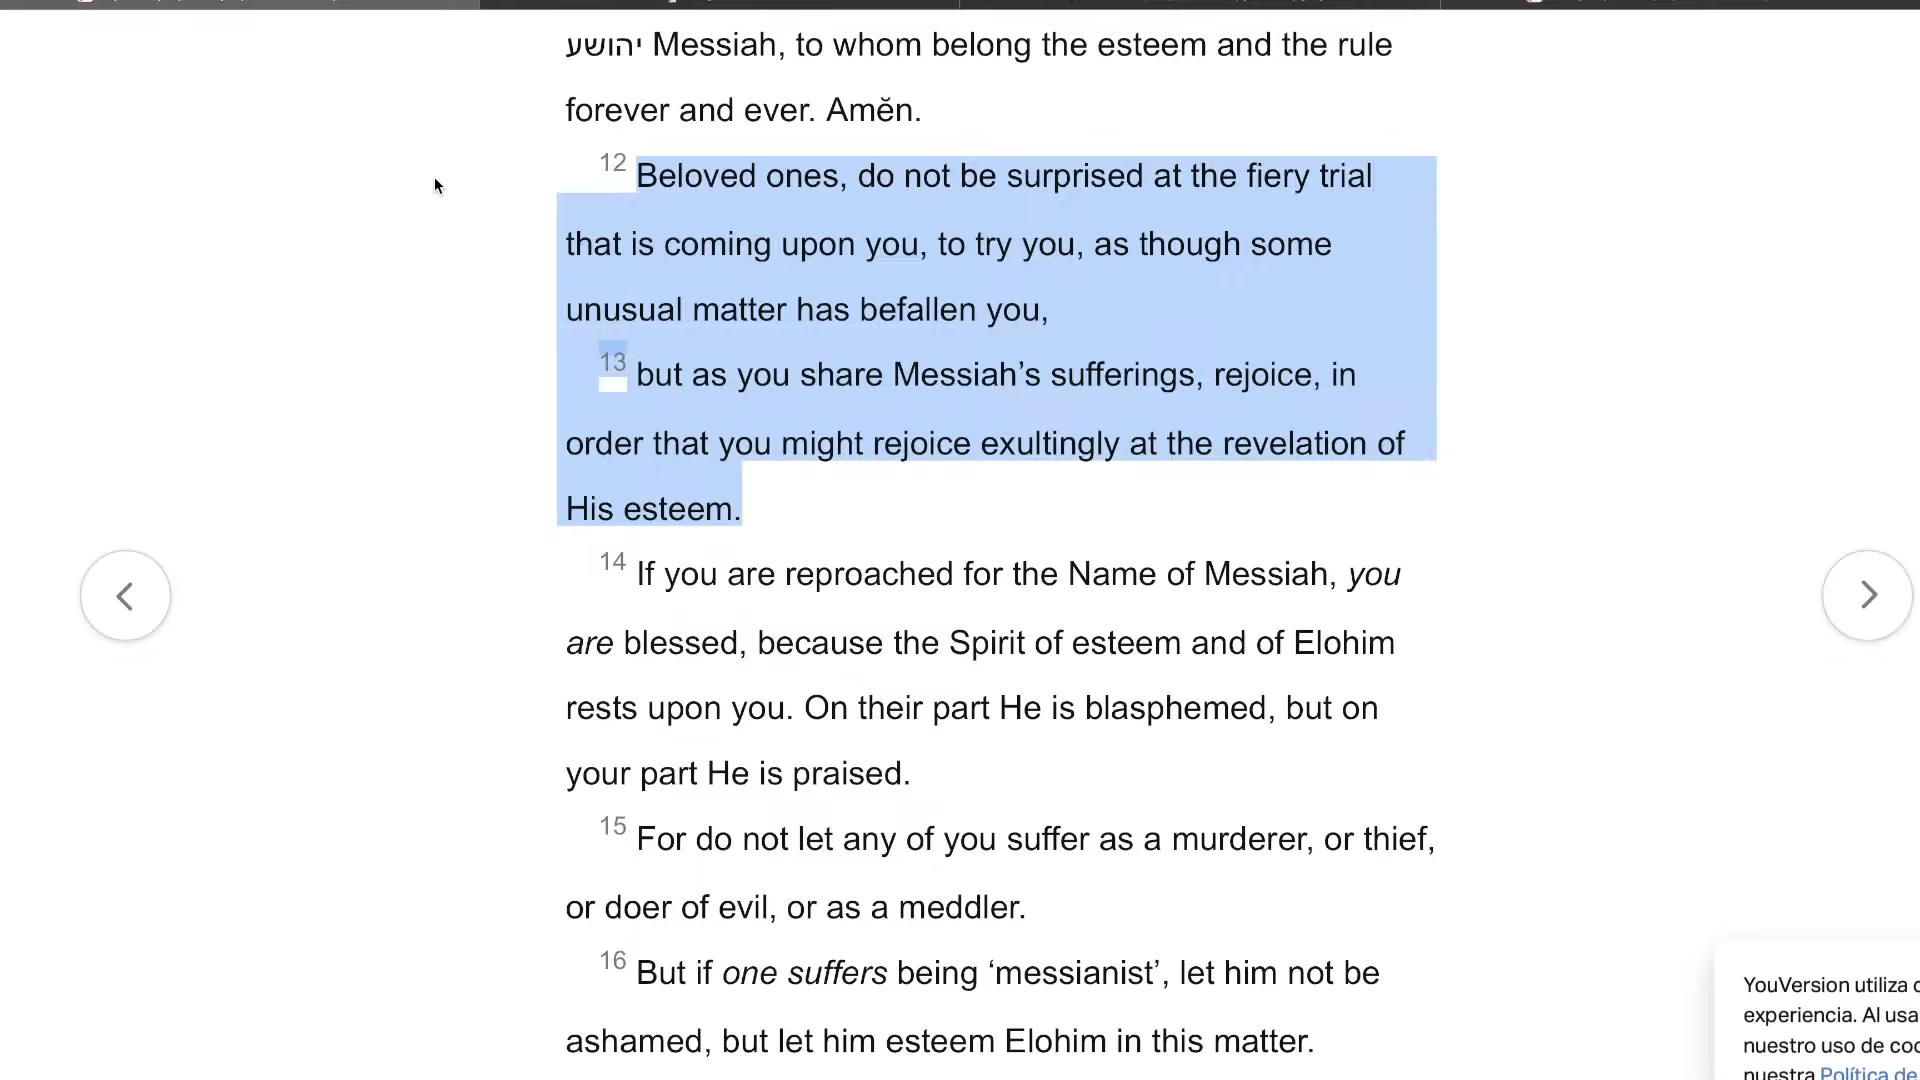 יהושע Messiah, to whom belong the esteem and the rule
forever and ever. Amĕn.
12 Beloved ones, do not be surprised at the fiery trial
that is coming upon you, to try you, as though some
unusual matter has befallen you,
13 but as you share Messiah’s sufferings, rejoice, in
order that you might rejoice exultingly at the revelation of
His esteem.
14 If you are reproached for the Name of Messiah, you
are blessed, because the Spirit of esteem and of Elohim
rests upon you. On their part He is blasphemed, but on
your part He is praised.
15 For do not let any of you suffer as a murderer, or thief,
or doer of evil, or as a meddler.
16 But if one suffers being ‘messianist’, let him not be
ashamed, but let him esteem Elohim in this matter.
YouVersion utiliza
experiencia. Al usa
nuestro uso de
nuestra Política de